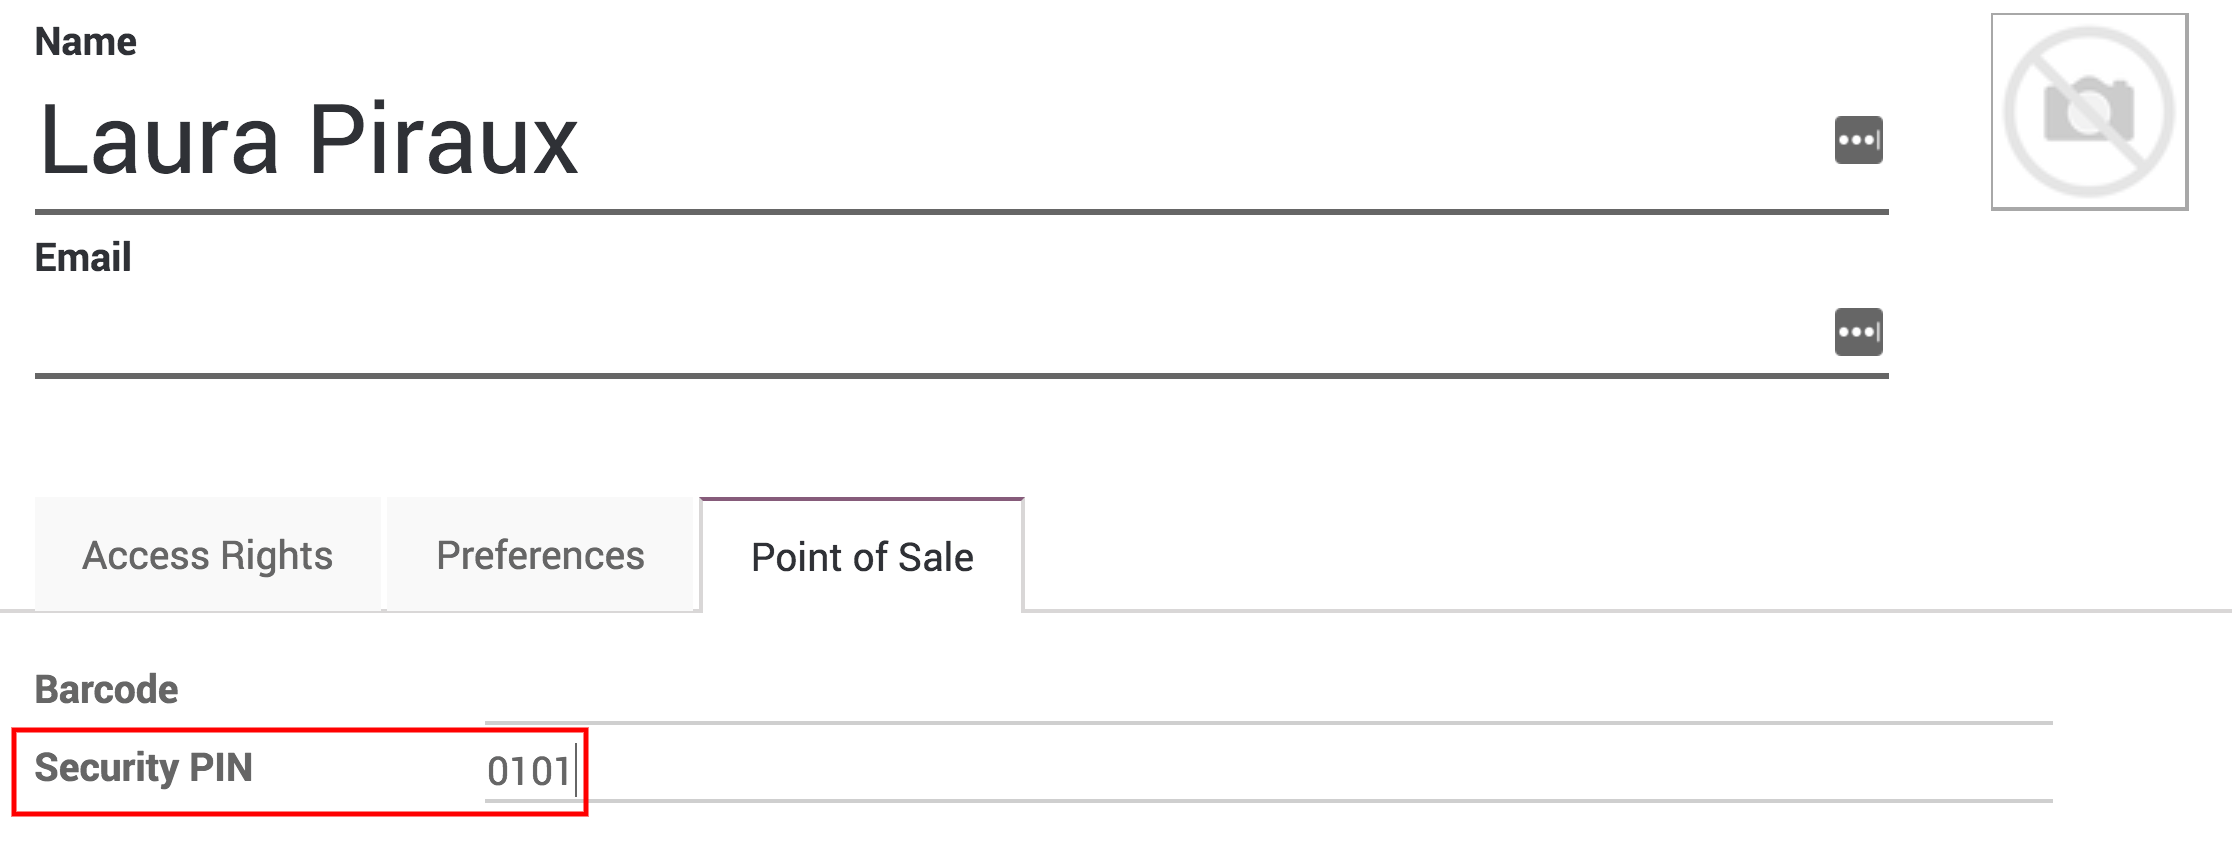 Name
Laura Piraux
Email
Access Rights Preferences Point of Sale
Barcode
Security PIN 0101